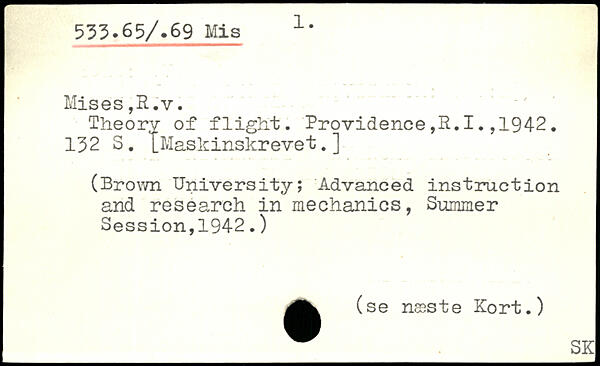 533.65/.69 Mis
1.
Mises,R.v.
Theory of flight. Providence,R.I.,1942.
132 S. [Maskinskrevet.]
(Brown University; Advanced instruction
and research in mechanics, Summer
Session,1942.)
(se næste Kort.)
SK